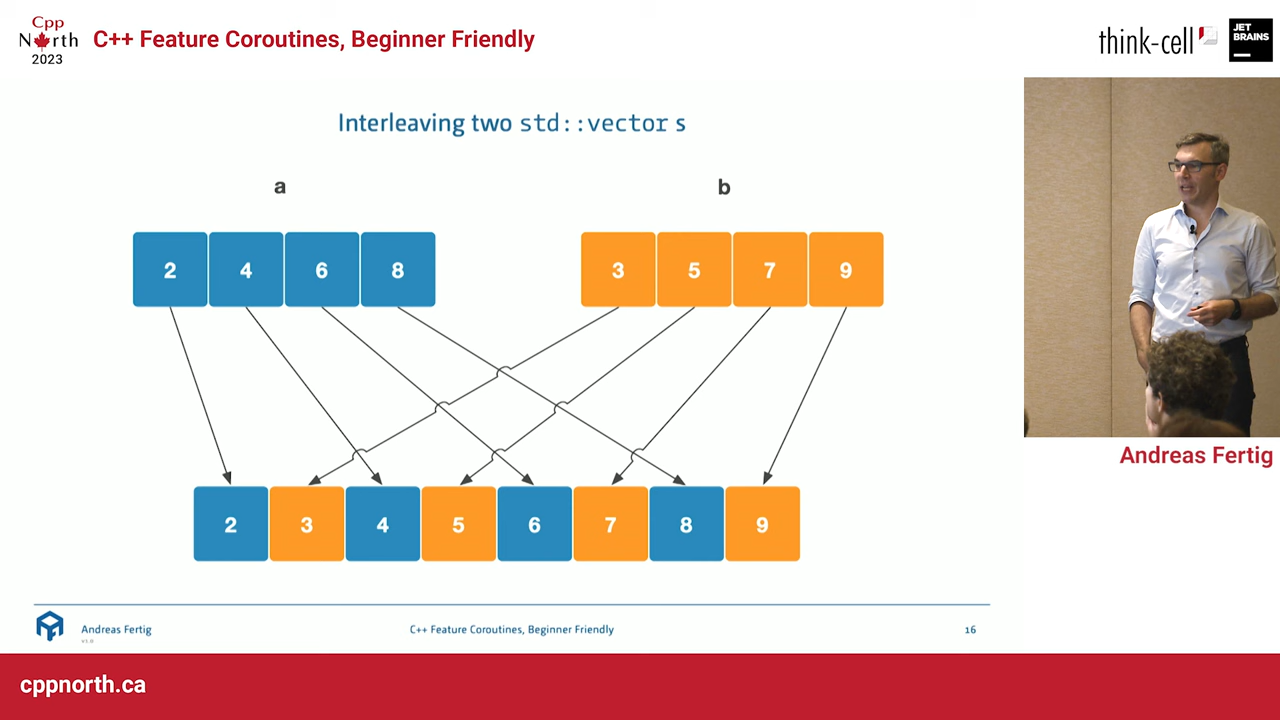 Cpp
North
2023
C++ Feature Coroutines, Beginner Friendly
think-cell
JET
BRAINS
Interleaving two std::vector s
a
b
2 4 6 8
3 5 7 9
2 3 4 5 6 7 8 9
Andreas Fertig
v1.0
C++ Feature Coroutines, Beginner Friendly
16
Andreas Fertig
cppnorth.ca